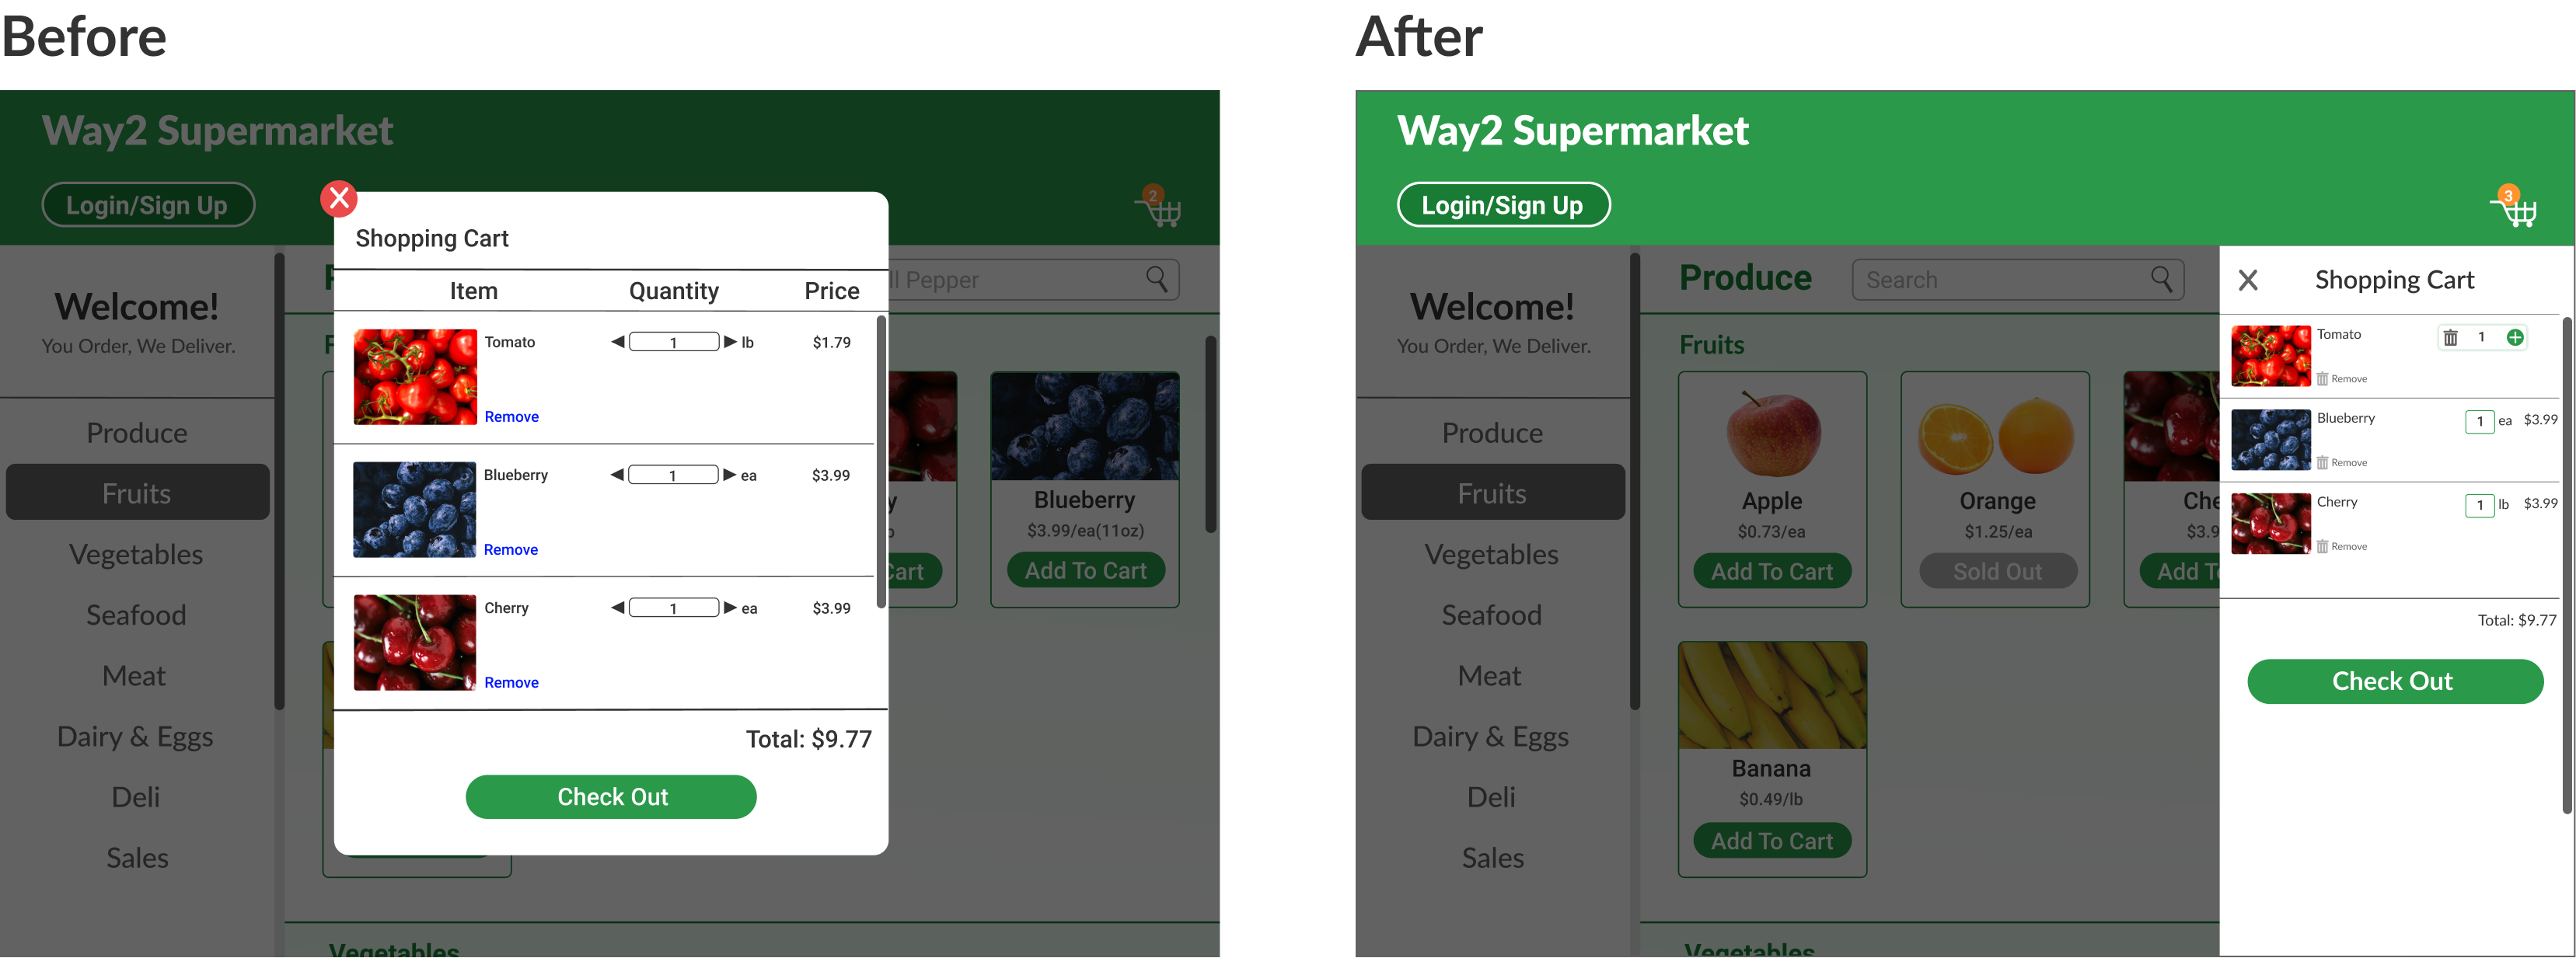 Before
Way2 Supermarket
Login/Sign Up
2
Welcome!
You Order, We Deliver.
Produce
Fruits
Vegetables
Seafood
Meat
Dairy & Eggs
Deli
Sales
Shopping Cart
Item Quantity Price
Tomato 1 lb $1.79
Remove
Blueberry 1 ea $3.99
Remove
Cherry 1 ea $3.99
Remove
Total: $9.77
Check Out
ll Pepper
Blueberry
$3.99/ea(11oz)
Cart
Add To Cart
Vegetables
After
Way2 Supermarket
Login/Sign Up
3
Welcome!
You Order, We Deliver.
Produce
Fruits
Vegetables
Seafood
Meat
Dairy & Eggs
Deli
Sales
Produce
Search
Fruits
Apple
$0.73/ea
Add To Cart
Orange
$1.25/ea
Sold Out
Che
$3.9
Add T
Banana
$0.49/lb
Add To Cart
Vegetables
Shopping Cart
Tomato 1
Remove
Blueberry 1 ea $3.99
Remove
Cherry 1 lb $3.99
Remove
Total: $9.77
Check Out